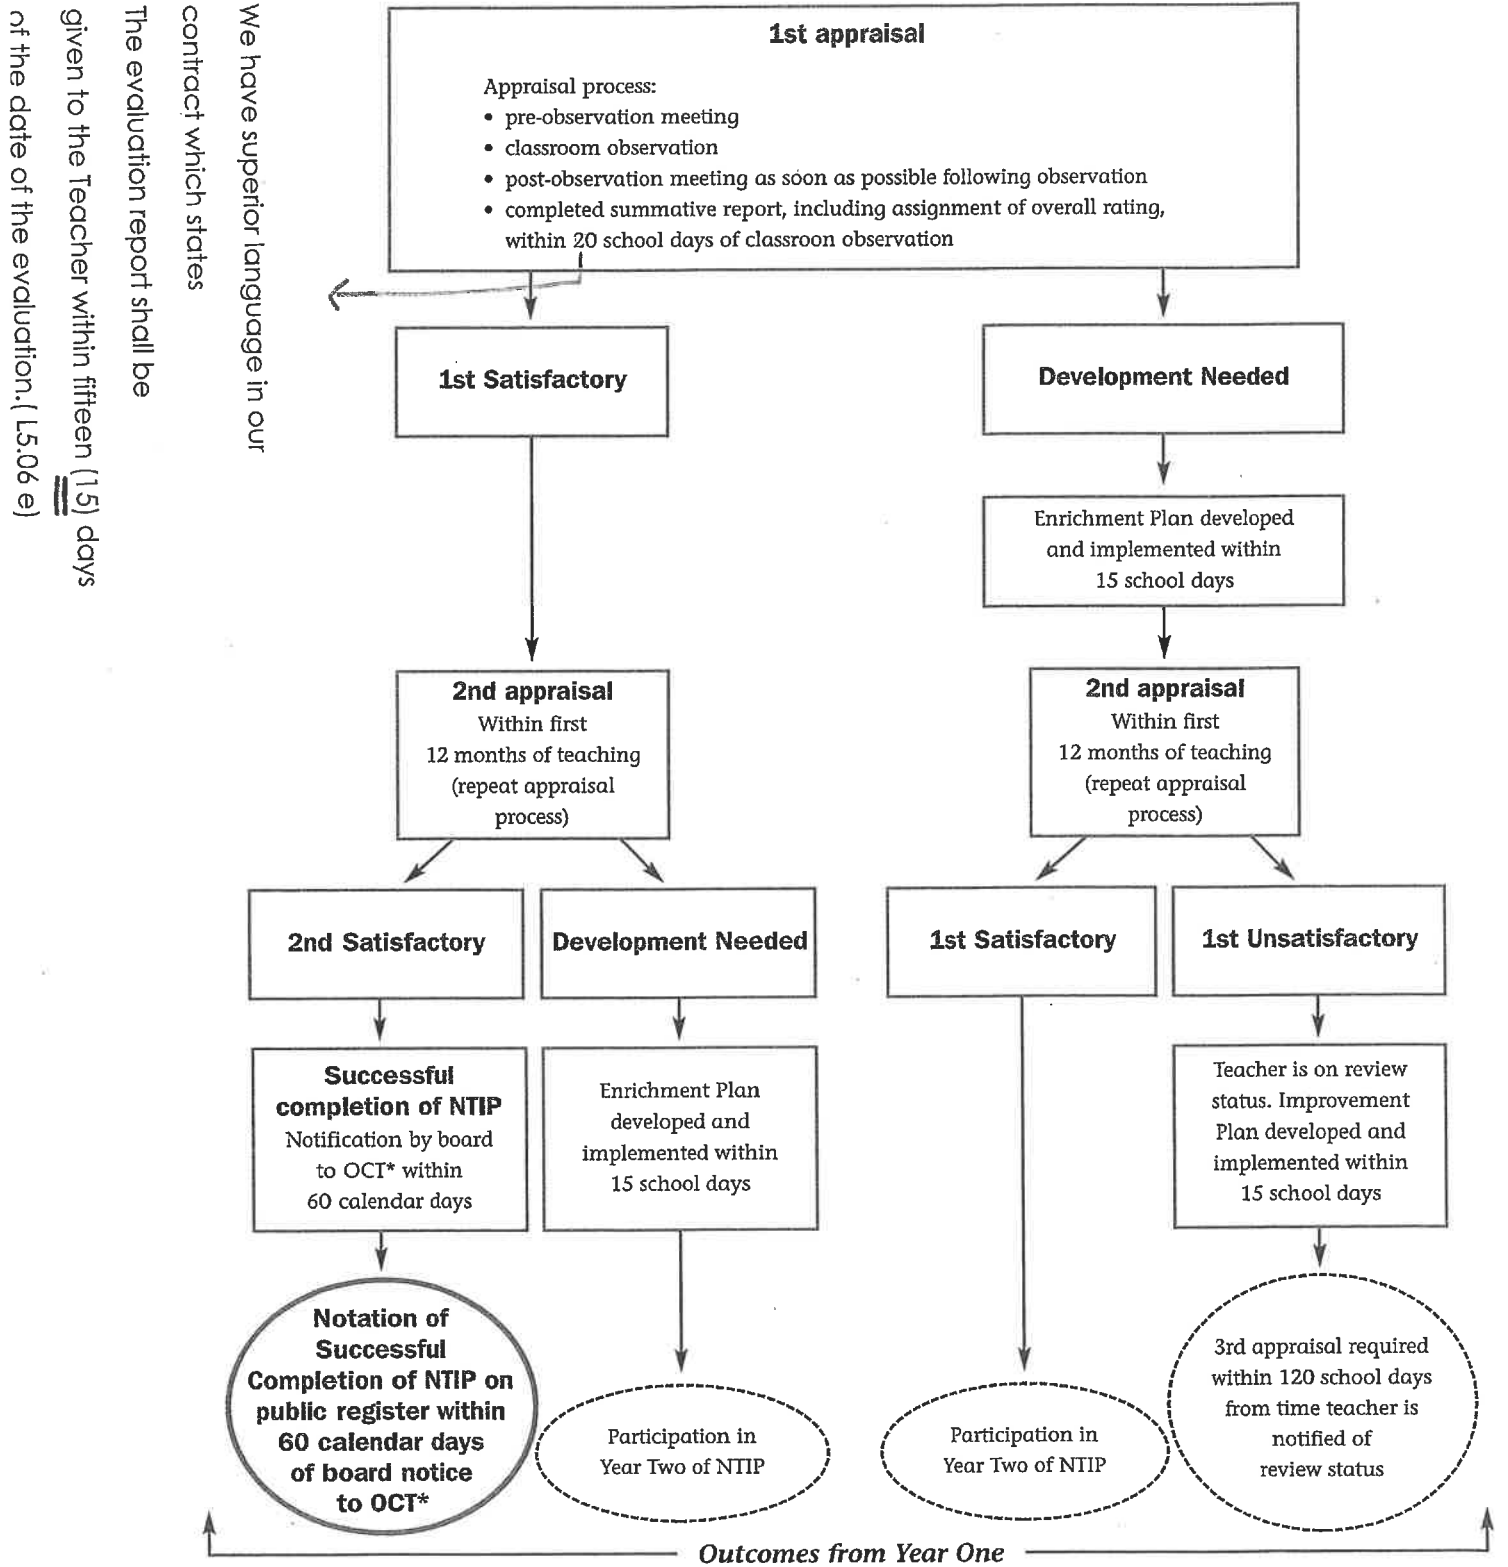 We have superior language in our
contract which states
The evaluation report shall be
given to the Teacher within fifteen (15) days
of the date of the evaluation.( L5.06 e)
1st appraisal
Appraisal process:
• pre-observation meeting
• classroom observation
• post-observation meeting as soon as possible following observation
• completed summative report, including assignment of overall rating,
within 20 school days of classroon observation
1st Satisfactory
Development Needed
Enrichment Plan developed
and implemented within
15 school days
2nd appraisal
Within first
12 months of teaching
(repeat appraisal
process)
2nd appraisal
Within first
12 months of teaching
(repeat appraisal
process)
2nd Satisfactory
Development Needed
1st Satisfactory
1st Unsatisfactory
Successful
completion of NTIP
Notification by board
to OCT* within
60 calendar days
Enrichment Plan
developed and
implemented within
15 school days
Teacher is on review
status. Improvement
Plan developed and
implemented within
15 school days
Notation of
Successful
Completion of NTIP on
public register within
60 calendar days
of board notice
to OCT*
Participation in
Year Two of NTIP
Participation in
Year Two of NTIP
3rd appraisal required
within 120 school days
from time teacher is
notified of
review status
Outcomes from Year One